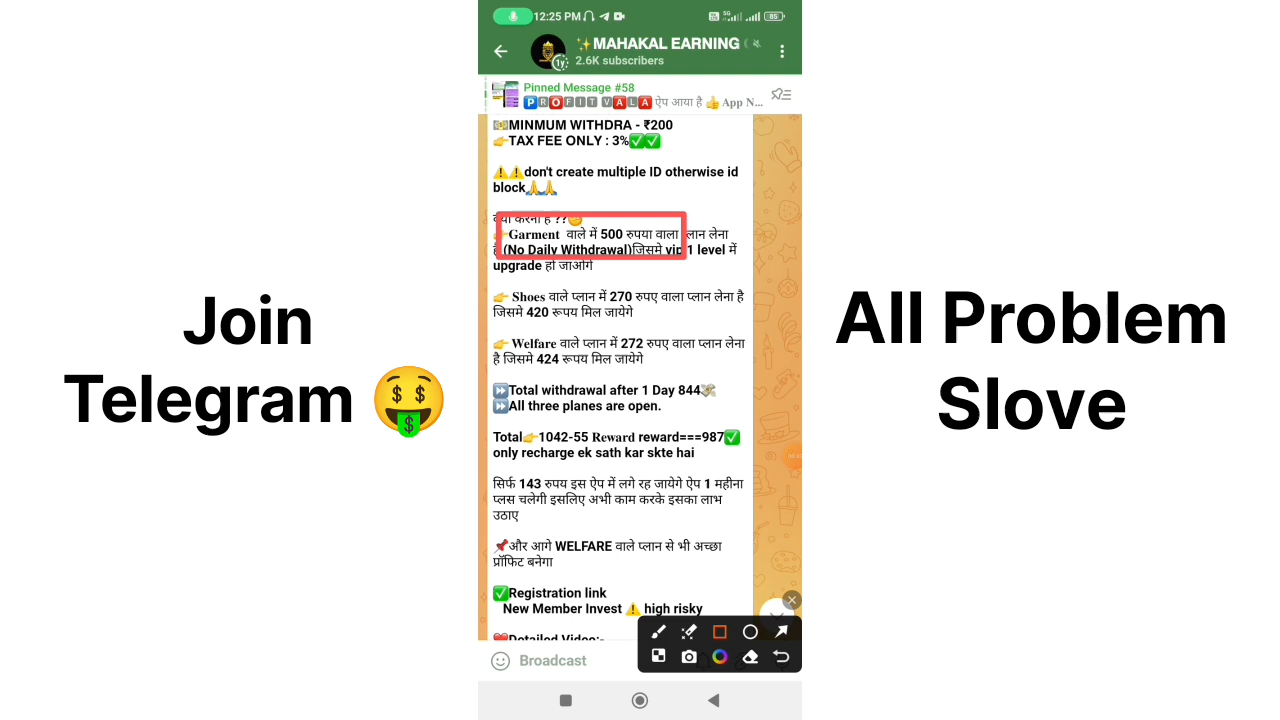 12:25 PM
85
✨MAHAKAL EARNING
1y
2.6K subscribers
Pinned Message #58
🅿🆁🅾🅵🅸🆃 🆅🅰🅻🅰 ऐप आया है 👍 App N...
💵MINMUM WITHDRA - ₹200
👉TAX FEE ONLY : 3%✅✅
⚠️⚠️don't create multiple ID otherwise id
block🙏🙏
क्या करना है ??
👉Garment वाले में 500 रुपया वाला प्लान लेना
है (No Daily Withdrawal)जिसमे vip 1 level में
upgrade हो जाओगे
👉 Shoes वाले प्लान में 270 रुपए वाला प्लान लेना है
जिसमे 420 रूपय मिल जायेगे
👉 Welfare वाले प्लान में 272 रुपए वाला प्लान लेना
है जिसमे 424 रूपय मिल जायेगे
⏩Total withdrawal after 1 Day 844💸
⏩All three planes are open.
Total👉1042-55 Reward reward===987✅
only recharge ek sath kar skte hai
सिर्फ 143 रुपय इस ऐप में लगे रह जायेगे ऐप 1 महीना
प्लस चलेगी इसलिए अभी काम करके इसका लाभ
उठाए
📌और आगे WELFARE वाले प्लान से भी अच्छा
प्रॉफिट बनेगा
✅Registration link
New Member Invest ⚠️ high risky
❤️Detailed Video:-
Broadcast
Join
Telegram 🤑
All Problem
Slove